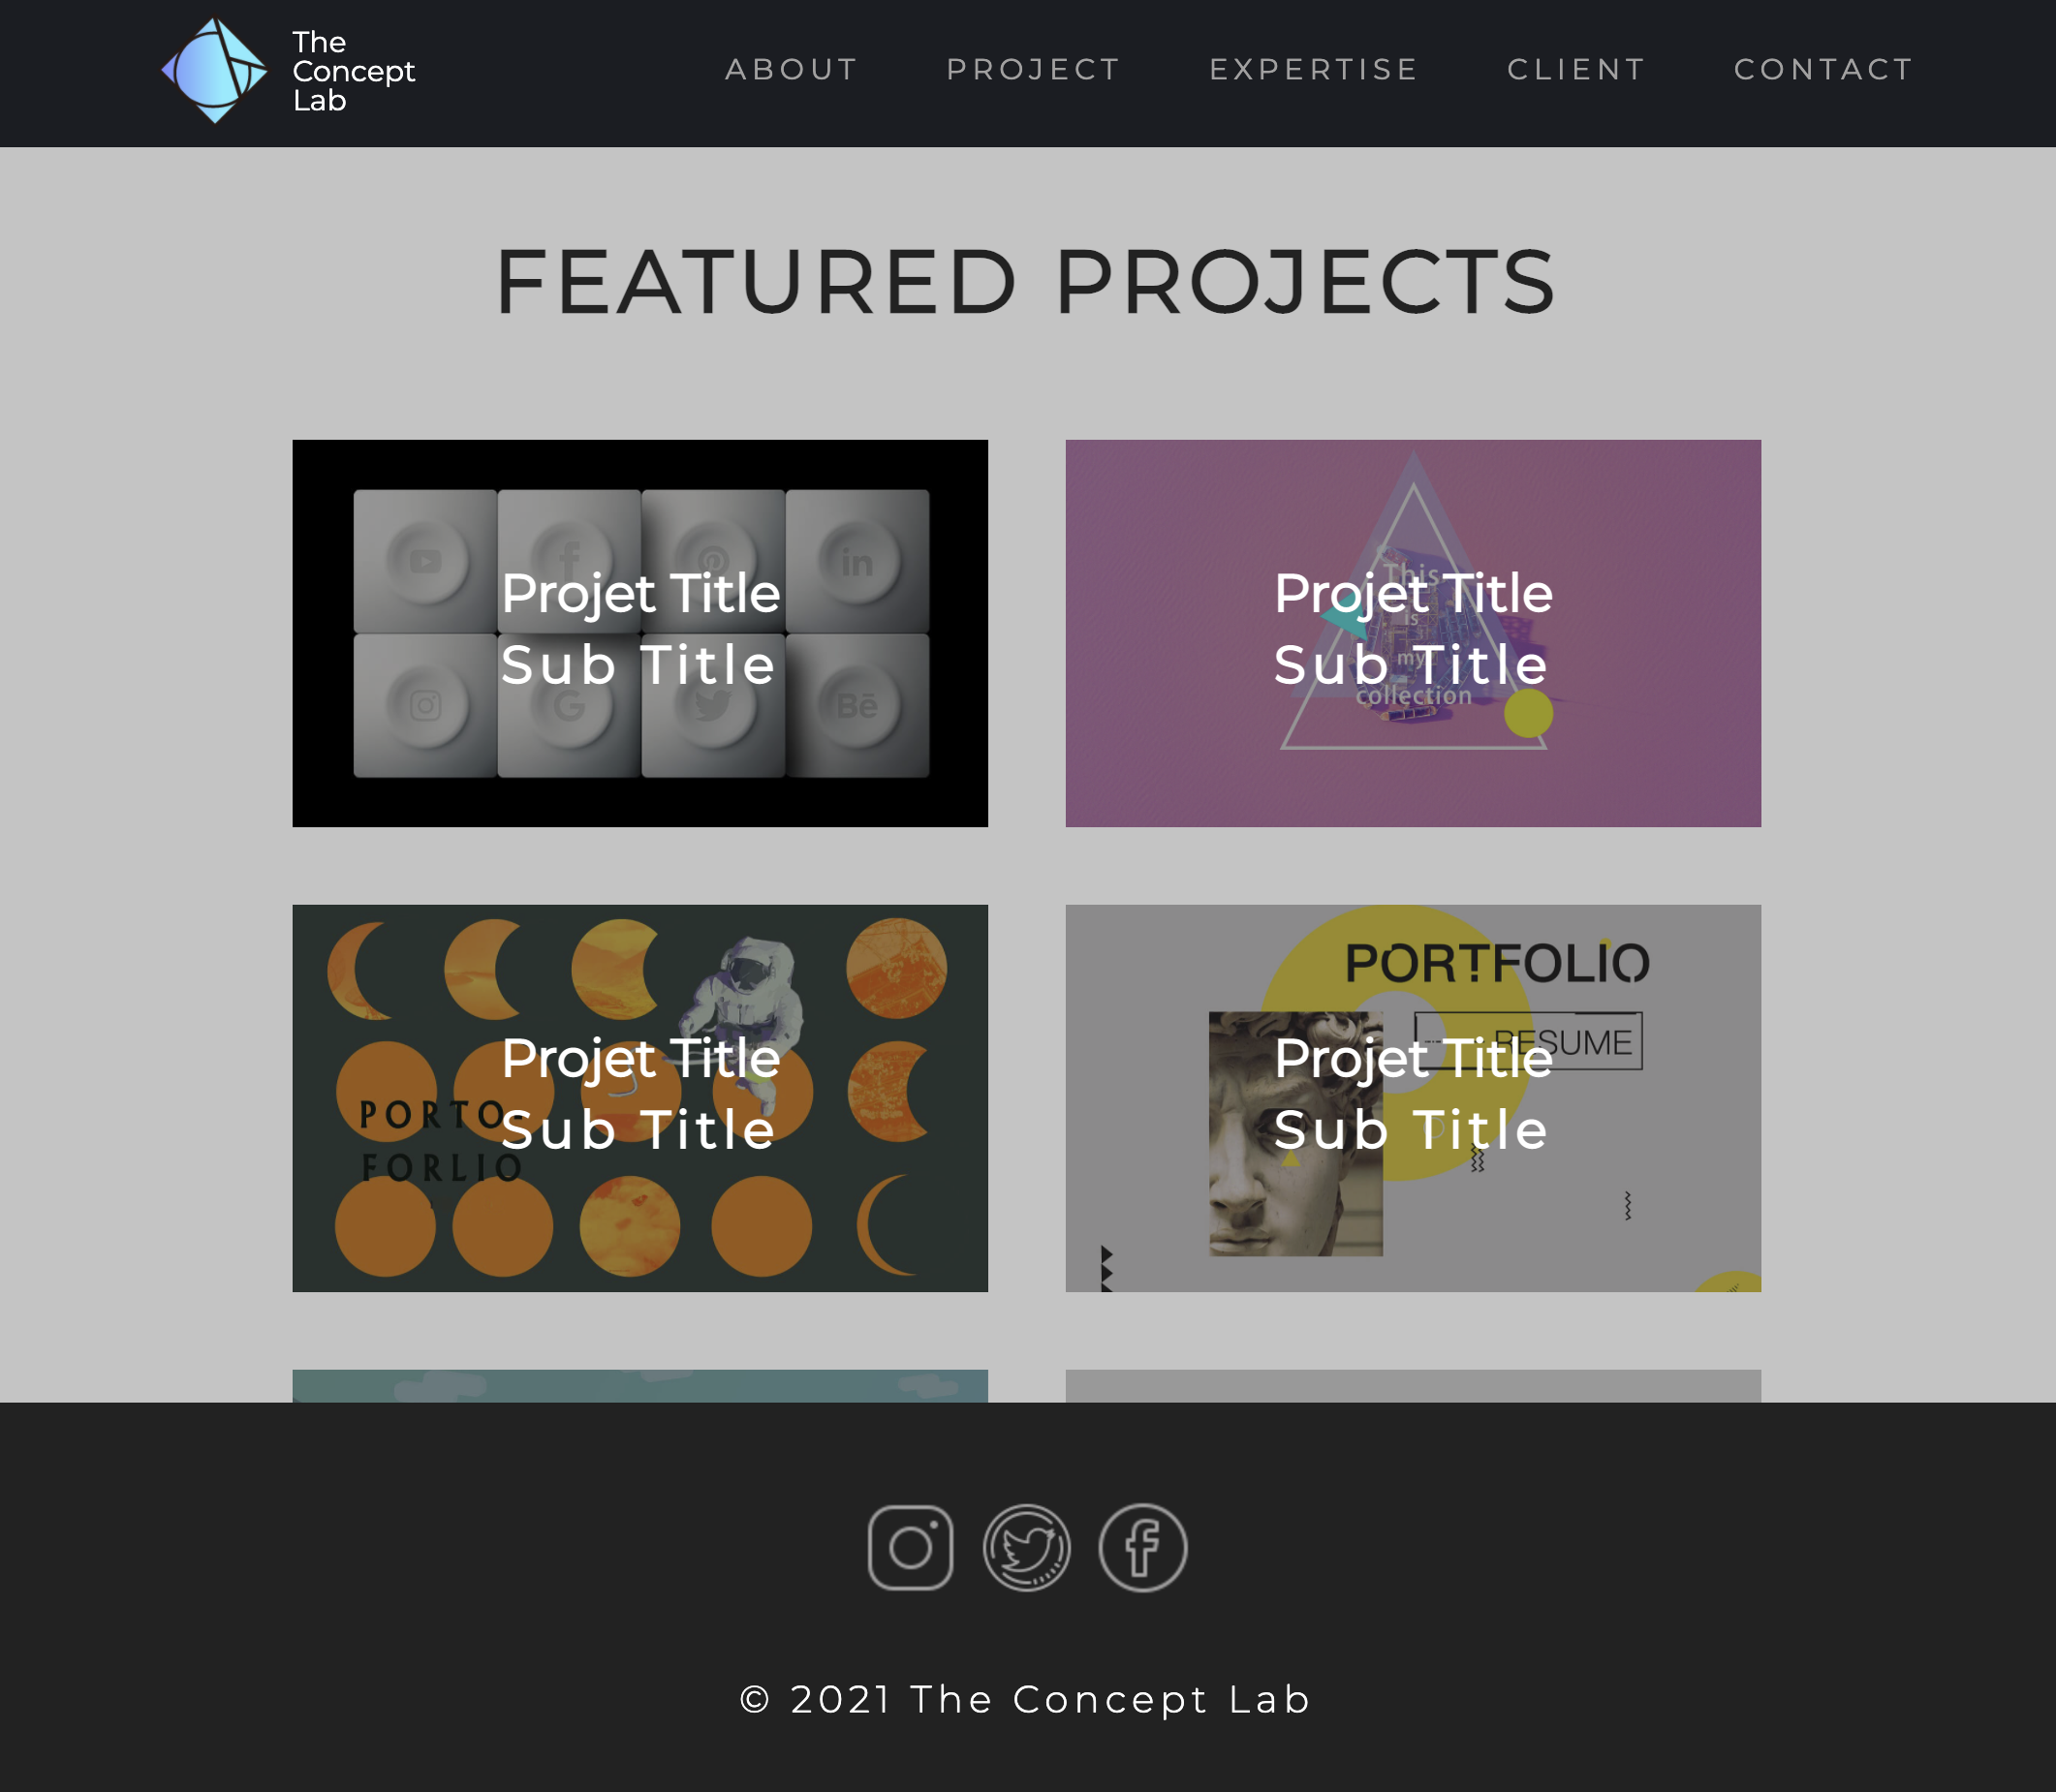 The
Concept
Lab
ABOUT PROJECT EXPERTISE CLIENT CONTACT
FEATURED PROJECTS
in
Projet Title
Sub Title
G
Bē
This
is
my
collection
Projet Title
Sub Title
PORTO-
FORLIO
Projet Title
Sub Title
PORTFOLIO
RESUME
Projet Title
Sub Title
© 2021 The Concept Lab